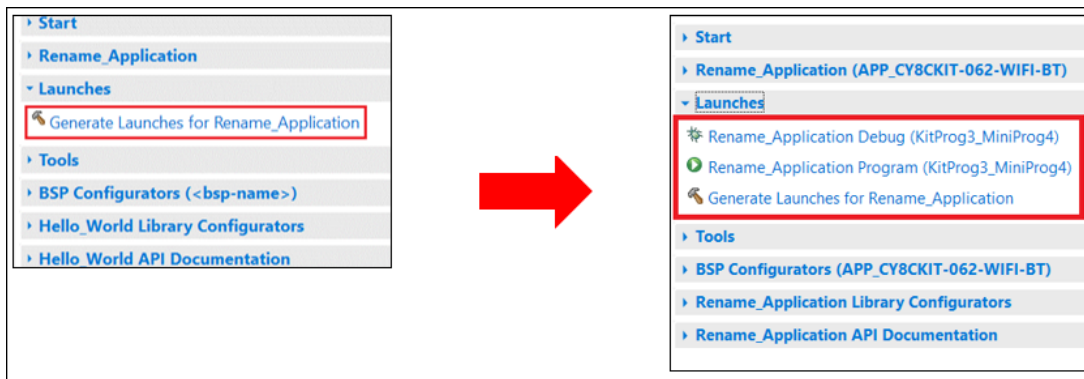 Start
Rename_Application
Launches
Generate Launches for Rename_Application
Tools
BSP Configurators (<bsp-name>)
Hello_World Library Configurators
Hello_World API Documentation
Start
Rename_Application (APP_CY8CKIT-062-WIFI-BT)
Launches
Rename_Application Debug (KitProg3_MiniProg4)
Rename_Application Program (KitProg3_MiniProg4)
Generate Launches for Rename_Application
Tools
BSP Configurators (APP_CY8CKIT-062-WIFI-BT)
Rename_Application Library Configurators
Rename_Application API Documentation